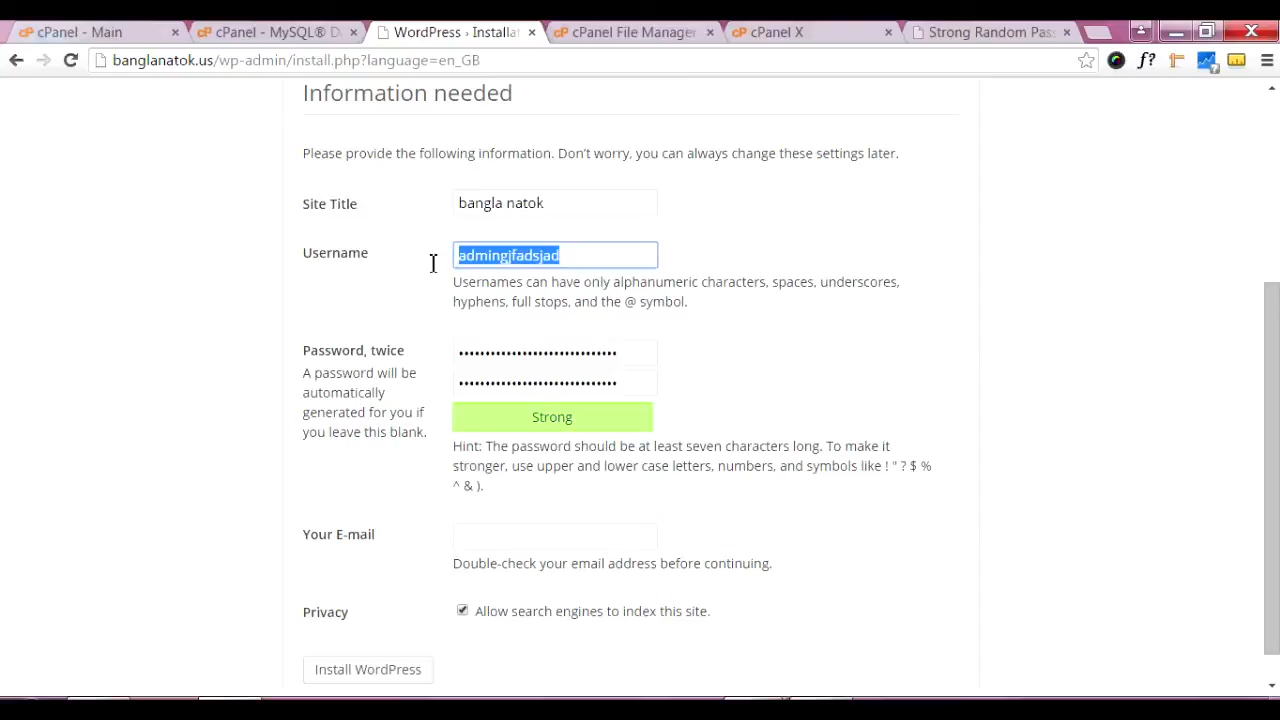 cPanel - Main
cPanel - MySQL® D
WordPress › Installa
cPanel File Manager
cPanel X
Strong Random Pas
banglanatok.us/wp-admin/install.php?language=en_GB
f?
Information needed
Please provide the following information. Don’t worry, you can always change these settings later.
Site Title
bangla natok
Username
admingjfadsjad
Usernames can have only alphanumeric characters, spaces, underscores,
hyphens, full stops, and the @ symbol.
Password, twice
A password will be
automatically
generated for you if
you leave this blank.
Strong
Hint: The password should be at least seven characters long. To make it
stronger, use upper and lower case letters, numbers, and symbols like ! " ? $ %
^ & ).
Your E-mail
Double-check your email address before continuing.
Privacy
Allow search engines to index this site.
Install WordPress